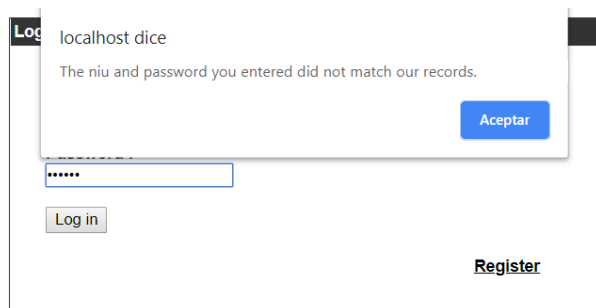 Log
localhost dice
The niu and password you entered did not match our records.
Aceptar
••••••
Log in
Register